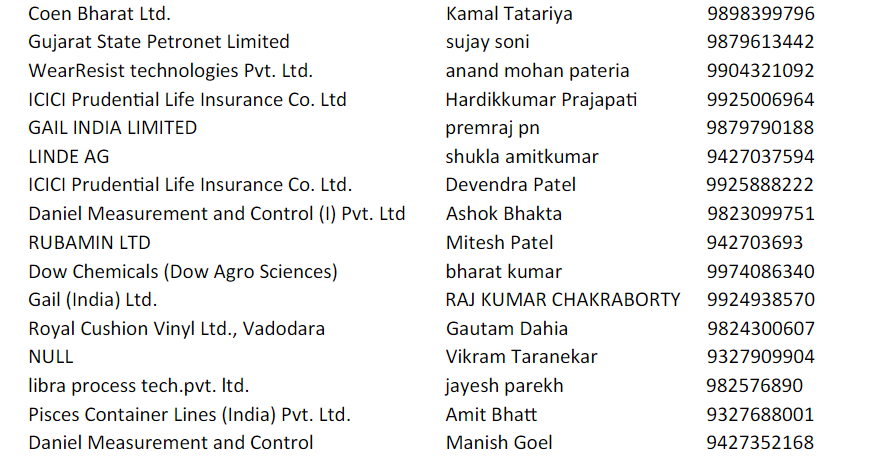 Coen Bharat Ltd. Kamal Tatariya 9898399796
Gujarat State Petronet Limited sujay soni 9879613442
WearResist technologies Pvt. Ltd. anand mohan pateria 9904321092
ICICI Prudential Life Insurance Co. Ltd Hardikkumar Prajapati 9925006964
GAIL INDIA LIMITED premraj pn 9879790188
LINDE AG shukla amitkumar 9427037594
ICICI Prudential Life Insurance Co. Ltd. Devendra Patel 9925888222
Daniel Measurement and Control (I) Pvt. Ltd Ashok Bhakta 9823099751
RUBAMIN LTD Mitesh Patel 942703693
Dow Chemicals (Dow Agro Sciences) bharat kumar 9974086340
Gail (India) Ltd. RAJ KUMAR CHAKRABORTY 9924938570
Royal Cushion Vinyl Ltd., Vadodara Gautam Dahia 9824300607
NULL Vikram Taranekar 9327909904
libra process tech.pvt. ltd. jayesh parekh 982576890
Pisces Container Lines (India) Pvt. Ltd. Amit Bhatt 9327688001
Daniel Measurement and Control Manish Goel 9427352168